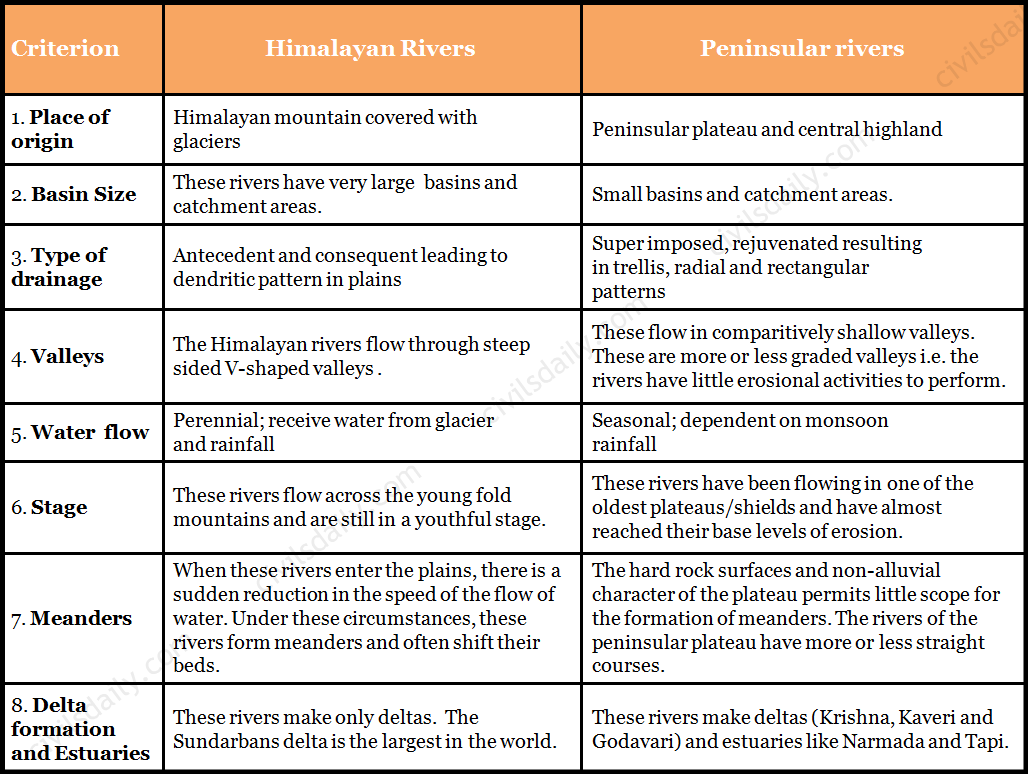 Criterion
Himalayan Rivers
Peninsular rivers
1. Place of
origin
Himalayan mountain covered with
glaciers
Peninsular plateau and central highland
2. Basin Size
These rivers have very large basins and
catchment areas.
Small basins and catchment areas.
3. Type of
drainage
Antecedent and consequent leading to
dendritic pattern in plains
Super imposed, rejuvenated resulting
in trellis, radial and rectangular
patterns
4. Valleys
The Himalayan rivers flow through steep
sided V-shaped valleys .
These flow in comparitively shallow valleys.
These are more or less graded valleys i.e. the
rivers have little erosional activities to perform.
5. Water flow
Perennial; receive water from glacier
and rainfall
Seasonal; dependent on monsoon
rainfall
6. Stage
These rivers flow across the young fold
mountains and are still in a youthful stage.
These rivers have been flowing in one of the
oldest plateaus/shields and have almost
reached their base levels of erosion.
7. Meanders
When these rivers enter the plains, there is a
sudden reduction in the speed of the flow of
water. Under these circumstances, these
rivers form meanders and often shift their
beds.
The hard rock surfaces and non-alluvial
character of the plateau permits little scope for
the formation of meanders. The rivers of the
peninsular plateau have more or less straight
courses.
8. Delta
formation
and Estuaries
These rivers make only deltas. The
Sundarbans delta is the largest in the world.
These rivers make deltas (Krishna, Kaveri and
Godavari) and estuaries like Narmada and Tapi.
civilsdaily.com
civilsdaily.com
civilsdaily.com
civilsdaily.com
civilsdaily